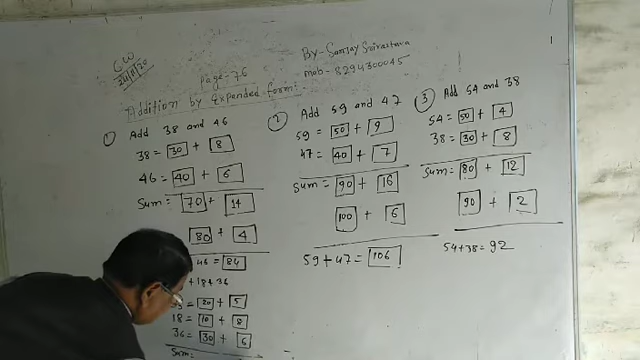 CW
By- Sanjay Srivastava
mob- 8294300045
Page-76
Addition by Expended form:
① Add 38 and 46
38 = 30 + 8
46 = 40 + 6
Sum = 70 + 14
80 + 4
46 = 84
+ 18 + 36
20 + 5
18 = 10 + 8
36 = 30 + 6
Sum=
② Add 59 and 47
59 = 50 + 9
47 = 40 + 7
Sum = 90 + 16
100 + 6
59 + 47 = 106
③ Add 54 and 38
54 = 50 + 4
38 = 30 + 8
Sum = 80 + 12
90 + 2
54 + 38 = 92